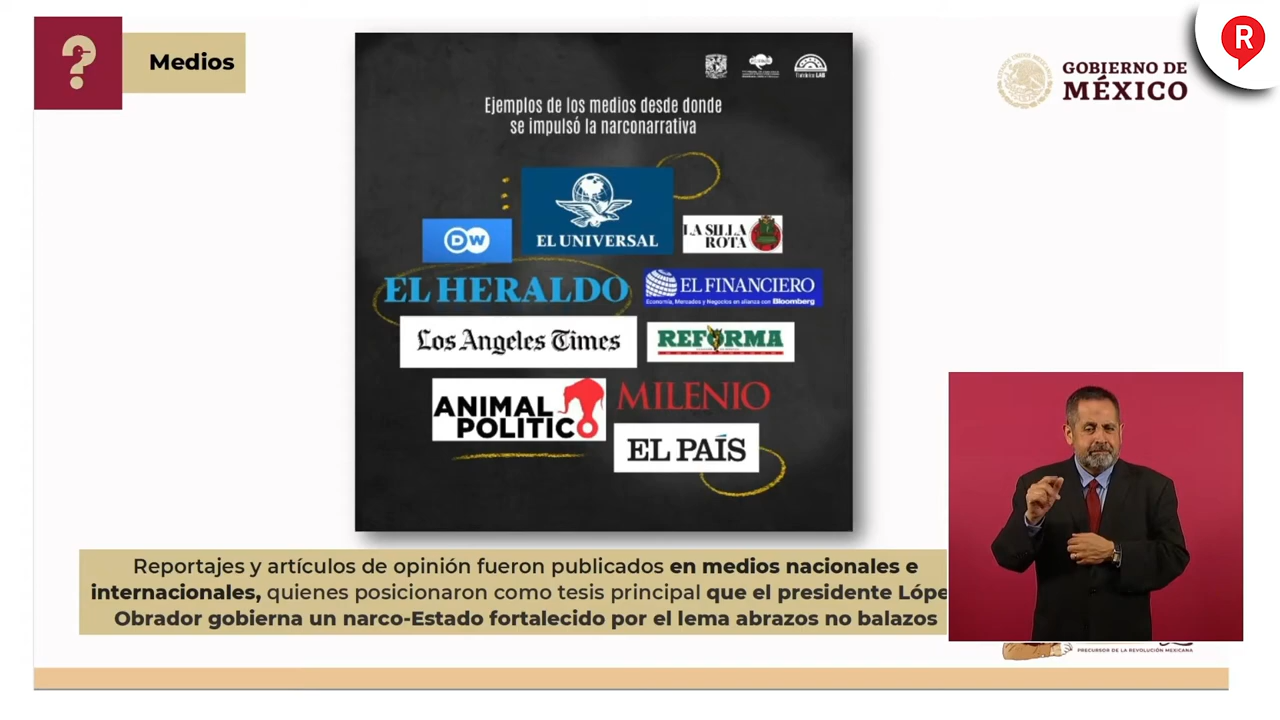 Medios
R
GOBIERNO DE
MÉXICO
Ejemplos de los medios desde donde
se impulsó la narconarrativa
EL UNIVERSAL
DW
LA SILLA
ROTA
EL HERALDO
EL FINANCIERO
Economía, Mercados y Negocios en alianza con Bloomberg
Los Angeles Times
REFORMA
ANIMAL
POLITICO
MILENIO
EL PAÍS
Reportajes y artículos de opinión fueron publicados en medios nacionales e
internacionales, quienes posicionaron como tesis principal que el presidente Lópe
Obrador gobierna un narco-Estado fortalecido por el lema abrazos no balazos
PRECURSOR DE LA REVOLUCIÓN MEXICANA